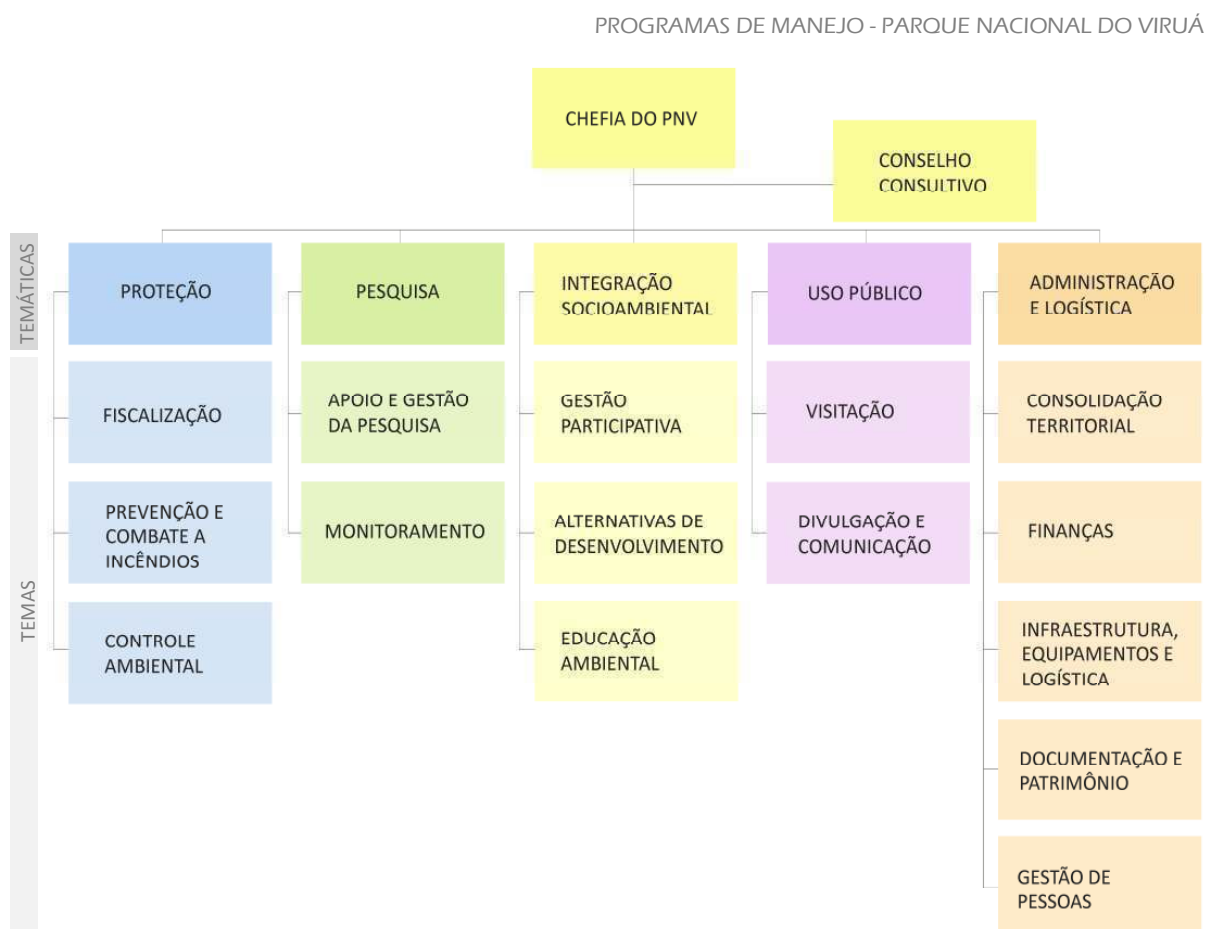 PROGRAMAS DE MANEJO - PARQUE NACIONAL DO VIRUÁ
CHEFIA DO PNV
CONSELHO
CONSULTIVO
TEMÁTICAS
PROTEÇÃO
PESQUISA
INTEGRAÇÃO
SOCIOAMBIENTAL
USO PÚBLICO
ADMINISTRAÇÃO
E LOGÍSTICA
TEMAS
FISCALIZAÇÃO
APOIO E GESTÃO
DA PESQUISA
GESTÃO
PARTICIPATIVA
VISITAÇÃO
CONSOLIDAÇÃO
TERRITORIAL
PREVENÇÃO E
COMBATE A
INCÊNDIOS
MONITORAMENTO
ALTERNATIVAS DE
DESENVOLVIMENTO
DIVULGAÇÃO E
COMUNICAÇÃO
FINANÇAS
CONTROLE
AMBIENTAL
EDUCAÇÃO
AMBIENTAL
INFRAESTRUTURA,
EQUIPAMENTOS E
LOGÍSTICA
DOCUMENTAÇÃO E
PATRIMÔNIO
GESTÃO DE
PESSOAS